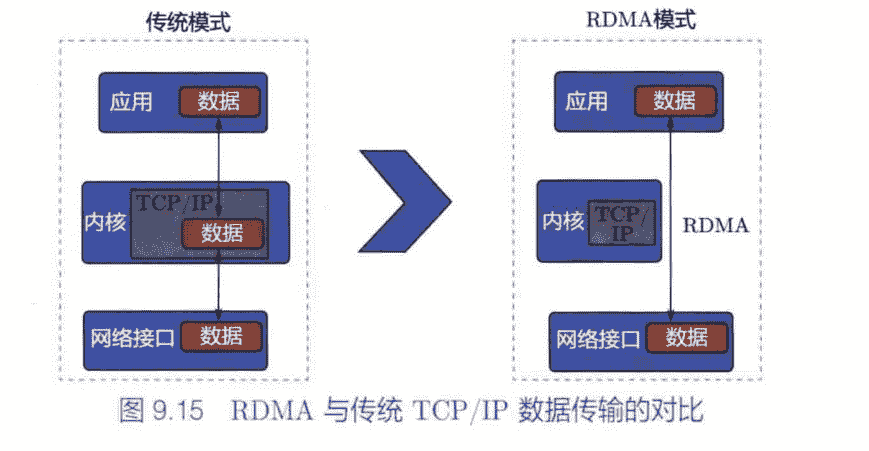 传统模式
应用
数据
内核
TCP/IP
数据
网络接口
数据
RDMA模式
应用
数据
内核
TCP/
IP
RDMA
网络接口
数据
图 9.15 RDMA 与传统 TCP/IP 数据传输的对比